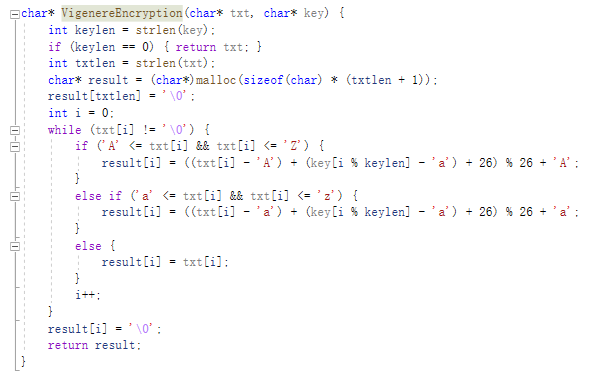 char* VigenereEncryption(char* txt, char* key) {
    int keylen = strlen(key);
    if (keylen == 0) { return txt; }
    int txtlen = strlen(txt);
    char* result = (char*)malloc(sizeof(char) * (txtlen + 1));
    result[txtlen] = '\0';
    int i = 0;
    while (txt[i] != '\0') {
        if ('A' <= txt[i] && txt[i] <= 'Z') {
            result[i] = ((txt[i] - 'A') + (key[i % keylen] - 'a') + 26) % 26 + 'A';
        }
        else if ('a' <= txt[i] && txt[i] <= 'z') {
            result[i] = ((txt[i] - 'a') + (key[i % keylen] - 'a') + 26) % 26 + 'a';
        }
        else {
            result[i] = txt[i];
        }
        i++;
    }
    result[i] = '\0';
    return result;
}